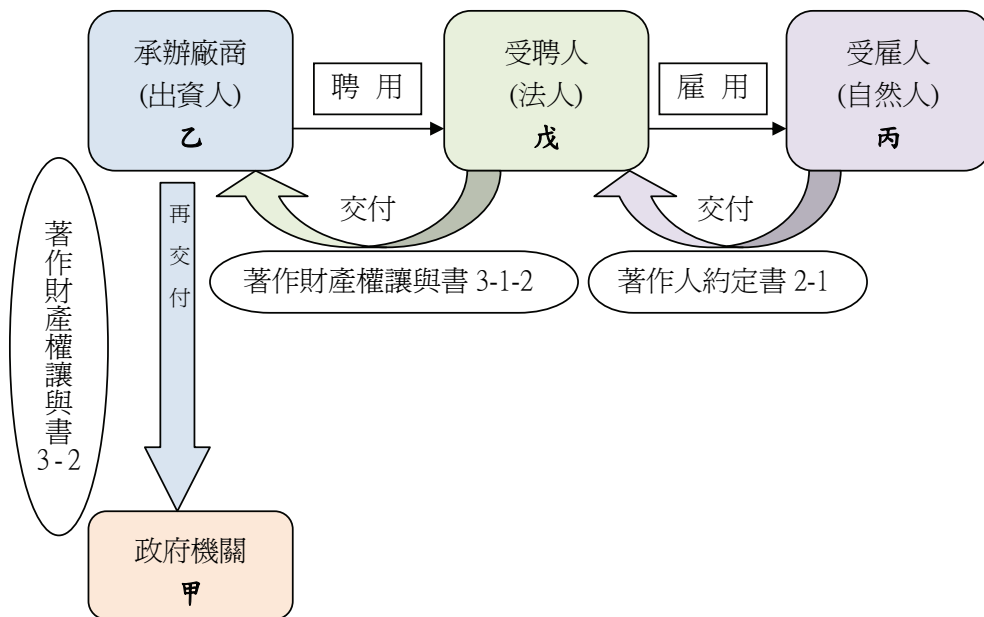 承辦廠商
(出資人)
乙
聘 用
受聘人
(法人)
戊
雇 用
受雇人
(自然人)
丙
交付
交付
著作財產權讓與書 3-1-2
著作人約定書 2-1
再交付
著作財產權讓與書 3-2
政府機關
甲